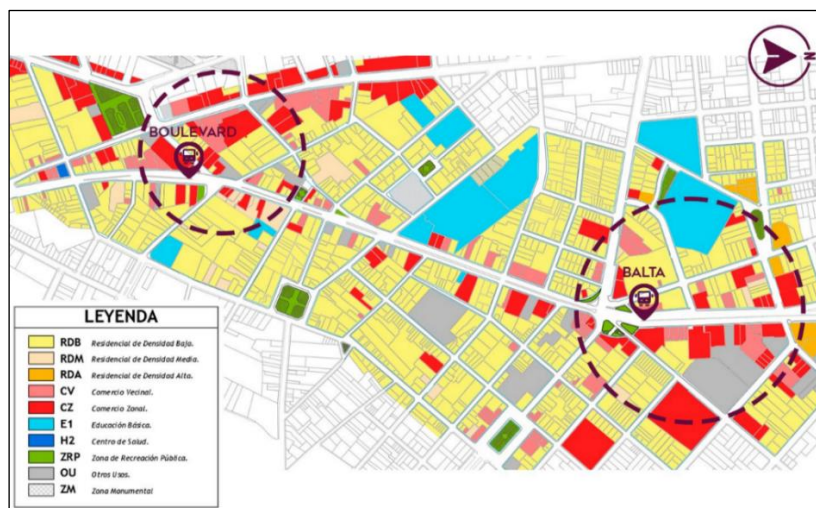 N
BOULEVARD
BALTA
LEYENDA
RDB Residencial de Densidad Baja.
RDM Residencial de Densidad Media.
RDA Residencial de Densidad Alta.
CV Comercio Vecinal.
CZ Comercio Zonal.
E1 Educación Básica.
H2 Centro de Salud.
ZRP Zona de Recreación Pública.
OU Otros Usos.
ZM Zona Monumental